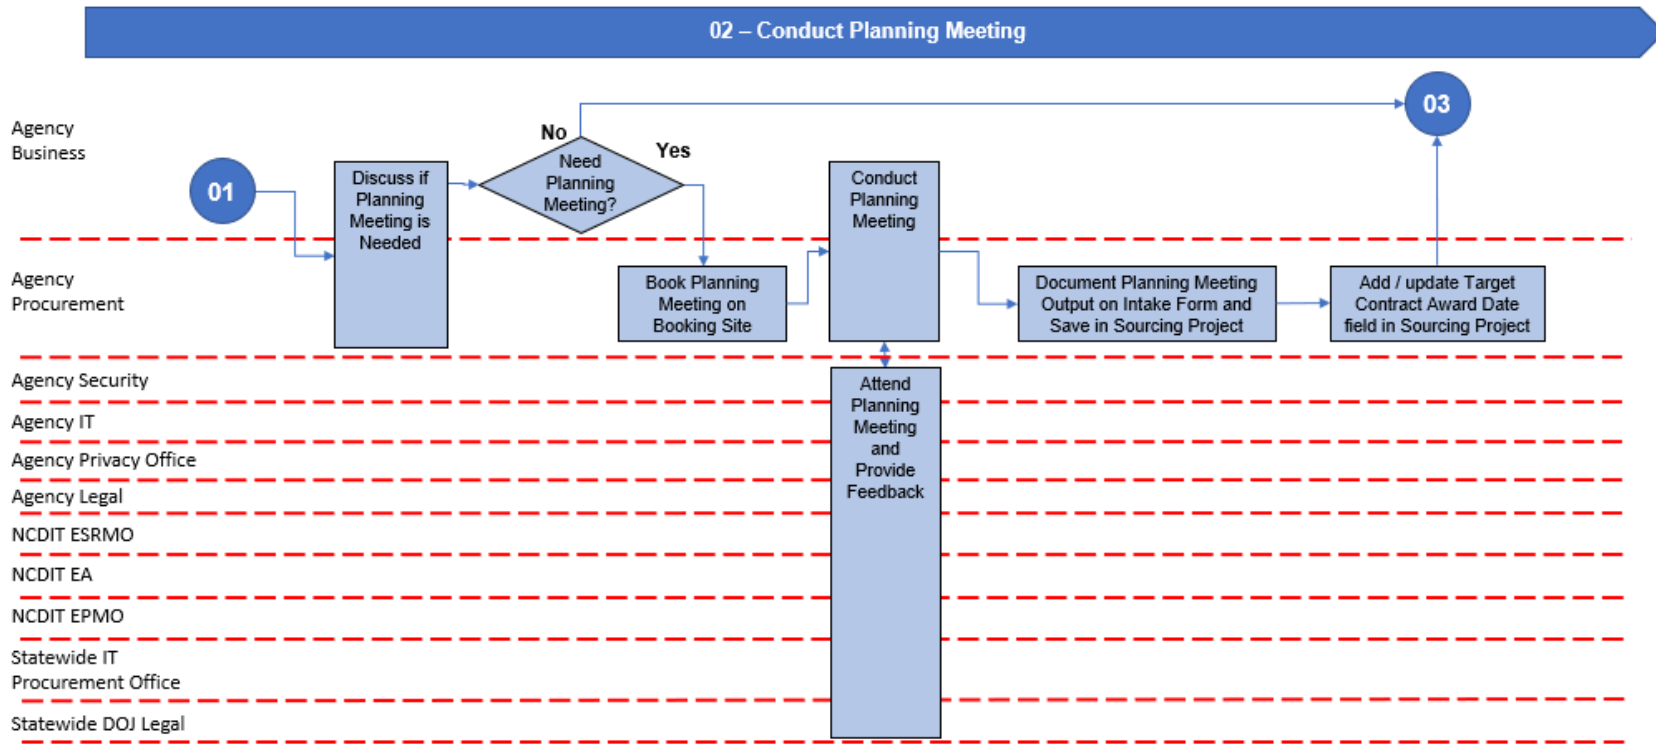 02 – Conduct Planning Meeting
Agency
Business
01
Discuss if
Planning
Meeting is
Needed
No
Need
Planning
Meeting?
Yes
Conduct
Planning
Meeting
03
Agency
Procurement
Book Planning
Meeting on
Booking Site
Document Planning Meeting
Output on Intake Form and
Save in Sourcing Project
Add / update Target
Contract Award Date
field in Sourcing Project
Agency Security
Attend
Planning
Meeting
and
Provide
Feedback
Agency IT
Agency Privacy Office
Agency Legal
NCDIT ESRMO
NCDIT EA
NCDIT EPMO
Statewide IT
Procurement Office
Statewide DOJ Legal